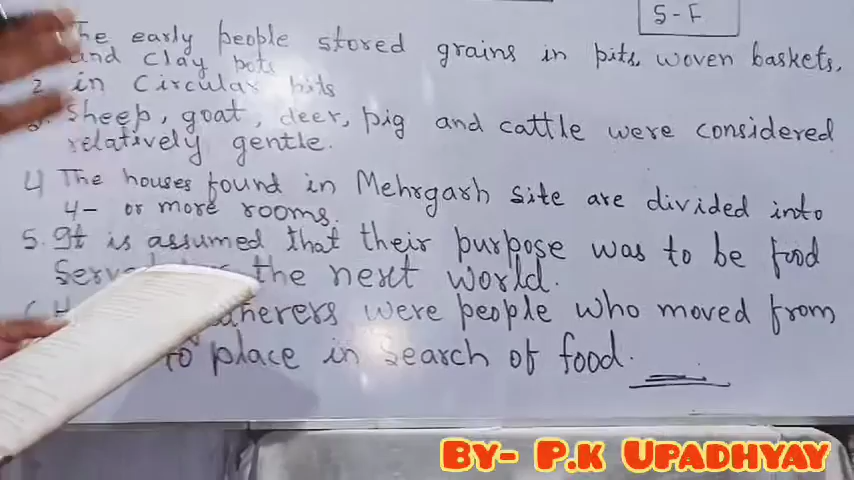 5-F
The early people stored grains in pits, woven baskets,
and clay pots
2. in Circular pits
3. Sheep, goat, deer, pig and cattle were considered
relatively gentle.
4 The houses found in Mehrgarh site are divided into
4- or more rooms.
5. It is assumed that their purpose was to be food
the next world.
were people who moved from
to place in search of food.
BY- P.K UPADHYAY